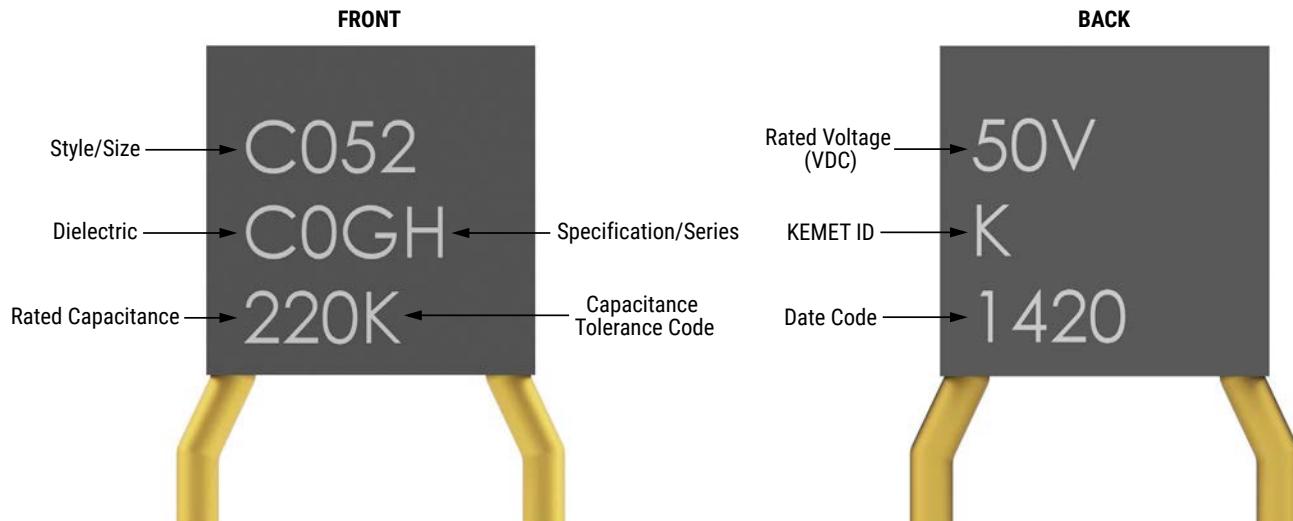 FRONT
BACK
Style/Size
C052
Dielectric
C0GH
Specification/Series
Rated Capacitance
220K
Capacitance
Tolerance Code
Rated Voltage
(VDC)
50V
KEMET ID
K
Date Code
1420